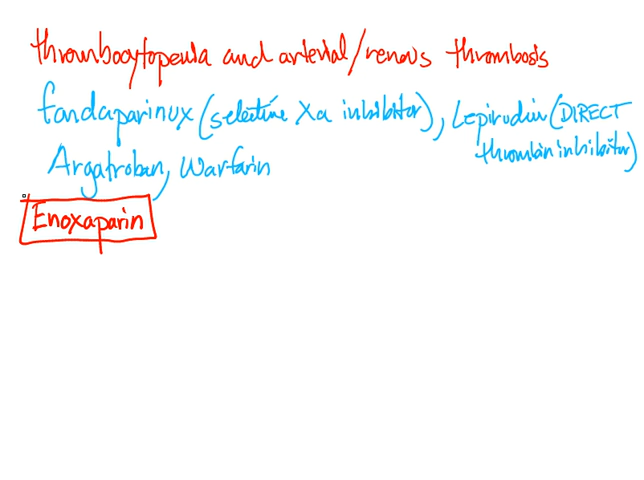 thrombocytopenia and arterial/venous thrombosis
fondaparinux (selective Xa inhibitor), Lepirudin (DIRECT
thrombin inhibitor)
Argatroban, Warfarin
Enoxaparin